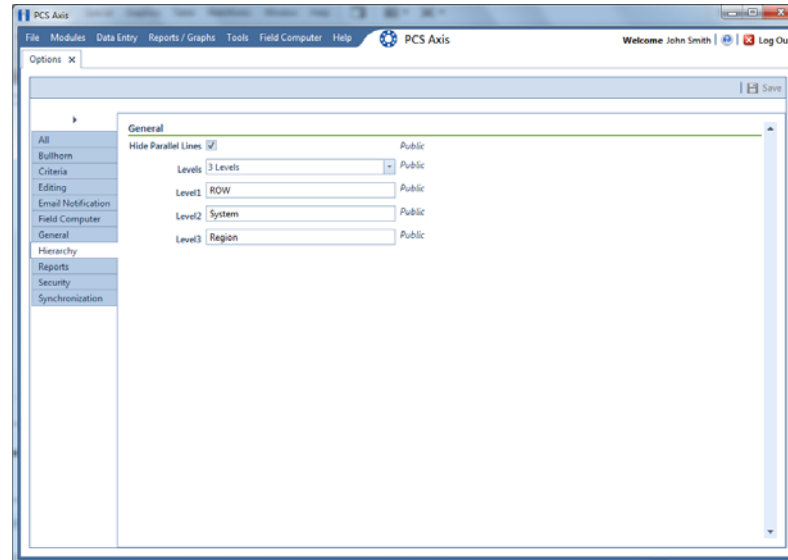 PCS Axis
File Modules Data Entry Reports / Graphs Tools Field Computer Help PCS Axis Welcome John Smith | | Log Ou
Options x
Save
General
All
Hide Parallel Lines Public
Bullhorn
Criteria
Levels 3 Levels Public
Editing
Level1 ROW Public
Email Notification
Field Computer
Level2 System Public
General
Level3 Region Public
Hierarchy
Reports
Security
Synchronization